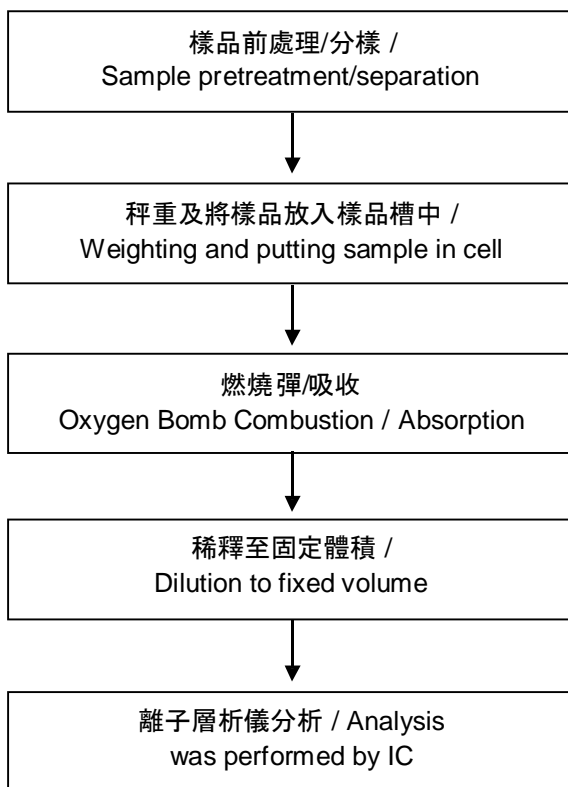 樣品前處理/分樣 /
Sample pretreatment/separation
秤重及將樣品放入樣品槽中 /
Weighting and putting sample in cell
燃燒彈/吸收
Oxygen Bomb Combustion / Absorption
稀釋至固定體積 /
Dilution to fixed volume
離子層析儀分析 / Analysis
was performed by IC